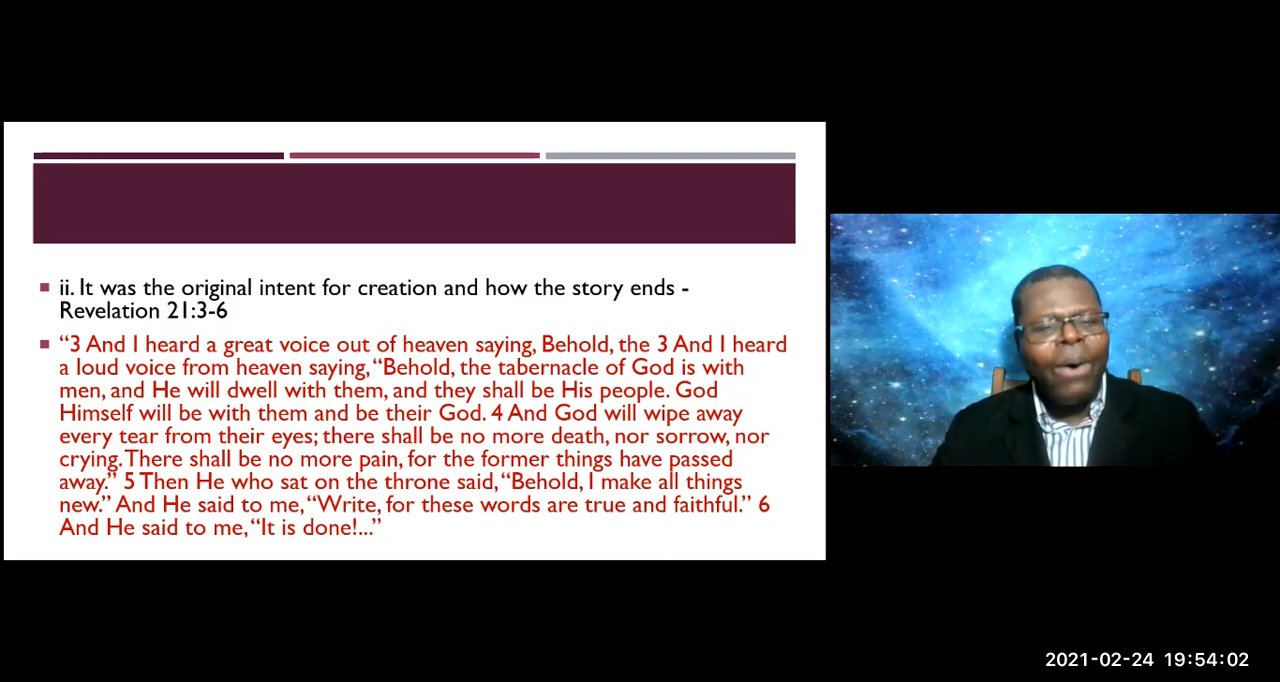 ii. It was the original intent for creation and how the story ends -
Revelation 21:3-6
“3 And I heard a great voice out of heaven saying, Behold, the 3 And I heard
a loud voice from heaven saying, “Behold, the tabernacle of God is with
men, and He will dwell with them, and they shall be His people. God
Himself will be with them and be their God. 4 And God will wipe away
every tear from their eyes; there shall be no more death, nor sorrow, nor
crying. There shall be no more pain, for the former things have passed
away.” 5 Then He who sat on the throne said, “Behold, I make all things
new.” And He said to me, “Write, for these words are true and faithful.” 6
And He said to me, “It is done!...”
2021-02-24 19:54:02